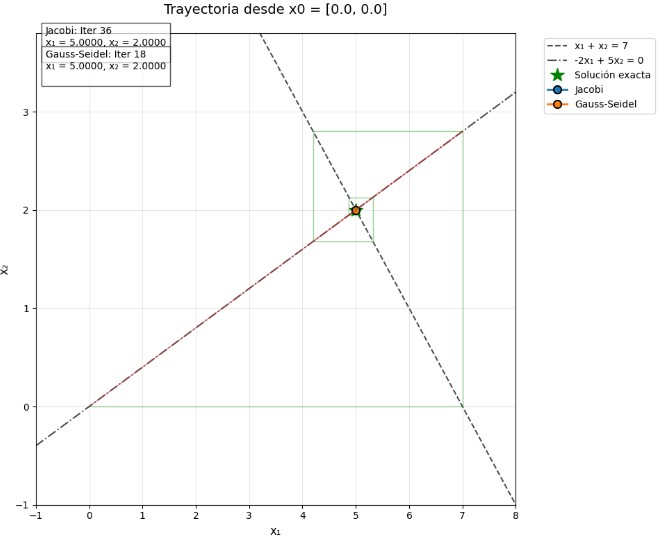 Trayectoria desde x0 = [0.0, 0.0]
Jacobi: Iter 36
x₁ = 5.0000, x₂ = 2.0000
Gauss-Seidel: Iter 18
x₁ = 5.0000, x₂ = 2.0000
x₁ + x₂ = 7
-2x₁ + 5x₂ = 0
Solución exacta
Jacobi
Gauss-Seidel
3
2
1
0
−1
x₂
−1 0 1 2 3 4 5 6 7 8
x₁